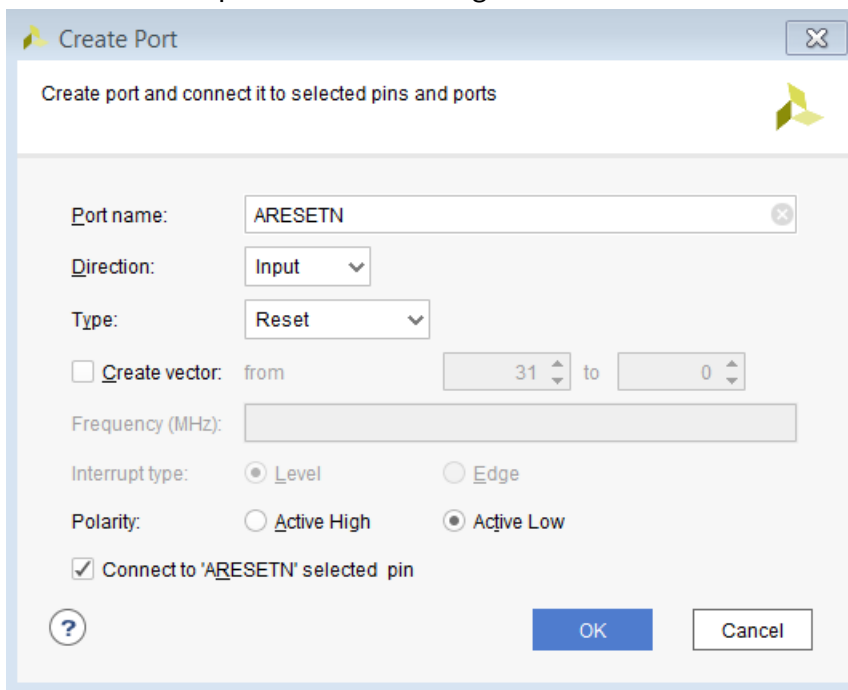 Create Port
Create port and connect it to selected pins and ports
Port name: ARESETN
Direction: Input
Type: Reset
Create vector: from 31 to 0
Frequency (MHz):
Interrupt type: Level Edge
Polarity: Active High Active Low
Connect to 'ARESETN' selected pin
? OK Cancel